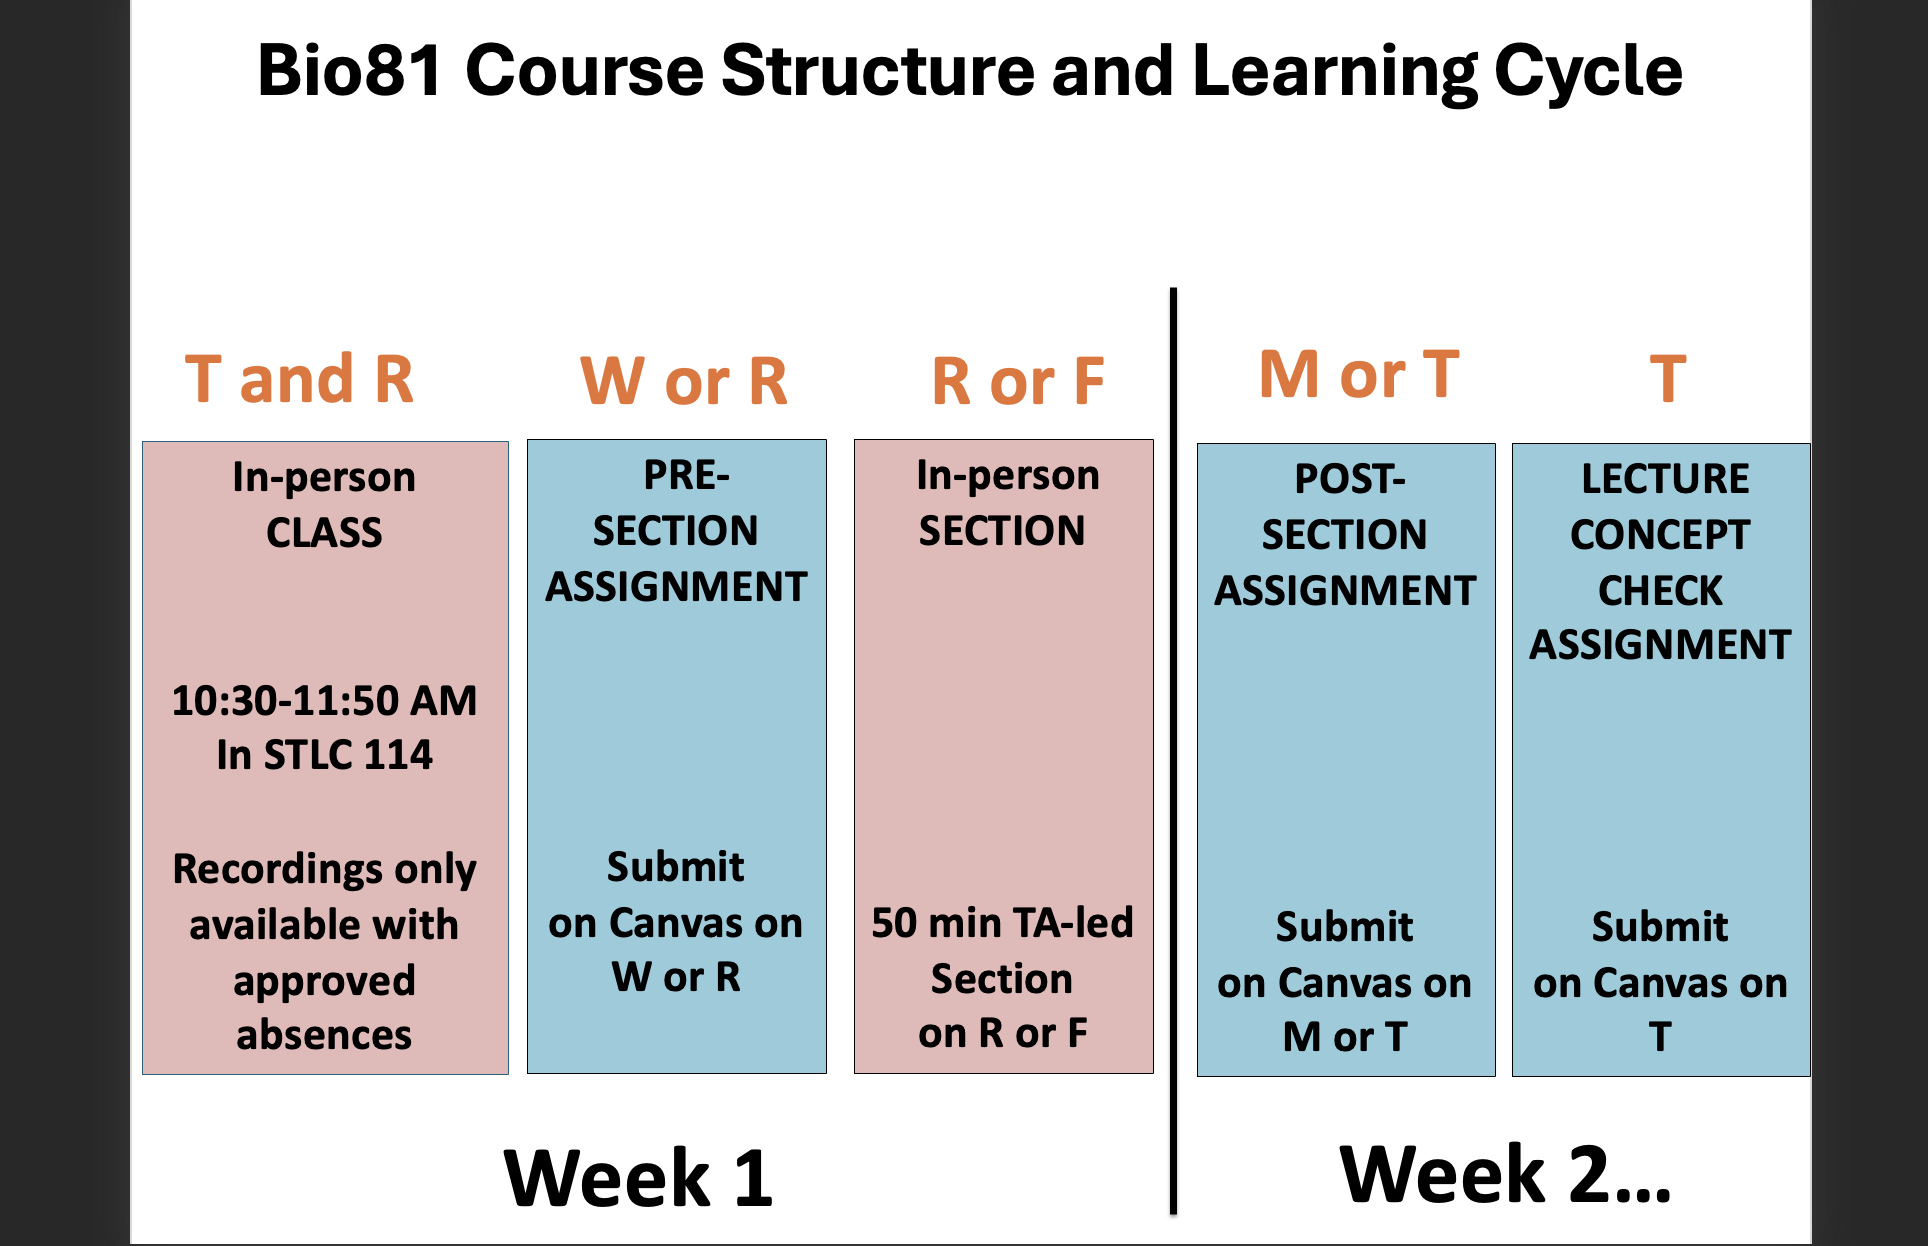 Bio81 Course Structure and Learning Cycle
T and R
In-person
CLASS
10:30-11:50 AM
In STLC 114
Recordings only
available with
approved
absences
W or R
PRE-
SECTION
ASSIGNMENT
Submit
on Canvas on
W or R
R or F
In-person
SECTION
50 min TA-led
Section
on R or F
Week 1
M or T
POST-
SECTION
ASSIGNMENT
Submit
on Canvas on
M or T
T
LECTURE
CONCEPT
CHECK
ASSIGNMENT
Submit
on Canvas on
T
Week 2...